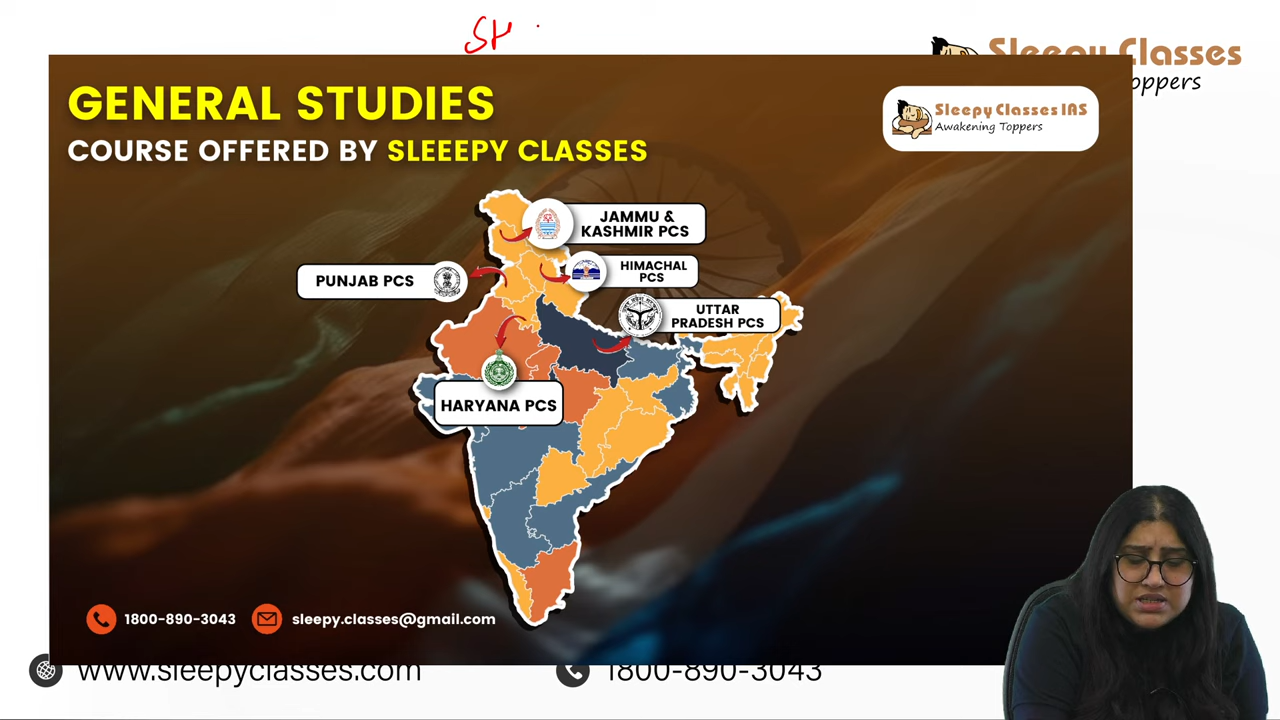 SH
Sleepy Classes
oppers
GENERAL STUDIES
COURSE OFFERED BY SLEEEPY CLASSES
Sleepy Classes IAS
Awakening Toppers
JAMMU &
KASHMIR PCS
HIMACHAL
PCS
PUNJAB PCS
UTTAR
PRADESH PCS
HARYANA PCS
1800-890-3043
sleepy.classes@gmail.com
www.sleepyclasses.com
1800-890-3043